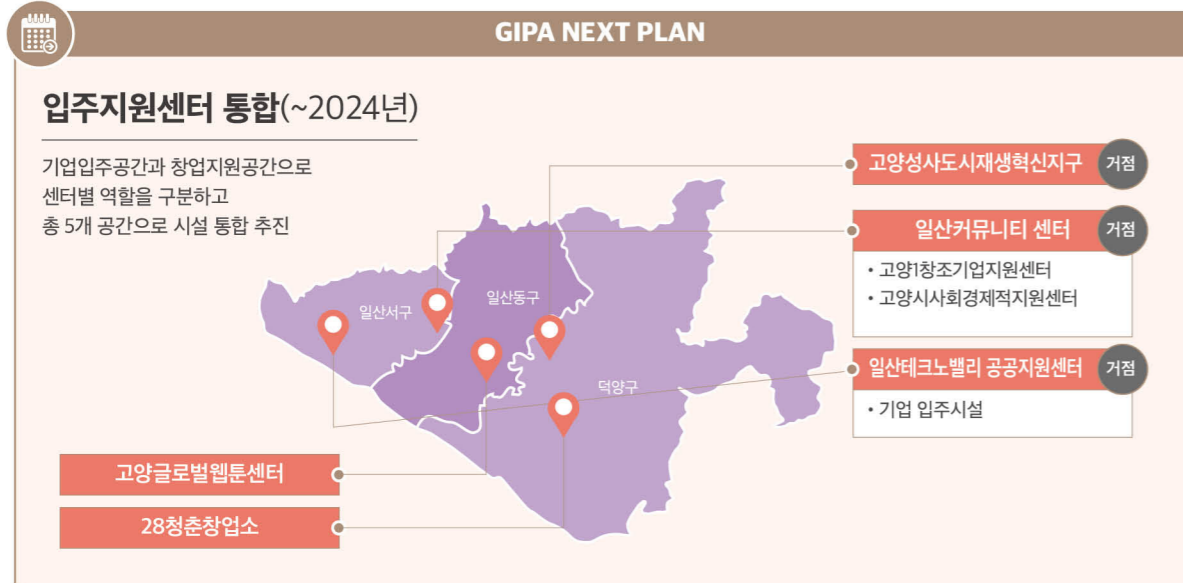 GIPA NEXT PLAN
입주지원센터 통합(~2024년)
기업입주공간과 창업지원공간으로
센터별 역할을 구분하고
총 5개 공간으로 시설 통합 추진
고양성사도시재생혁신지구 거점
일산커뮤니티 센터 거점
• 고양1창조기업지원센터
• 고양시사회경제적지원센터
일산테크노밸리 공공지원센터 거점
• 기업 입주시설
일산서구
일산동구
덕양구
고양글로벌웹툰센터
28청춘창업소